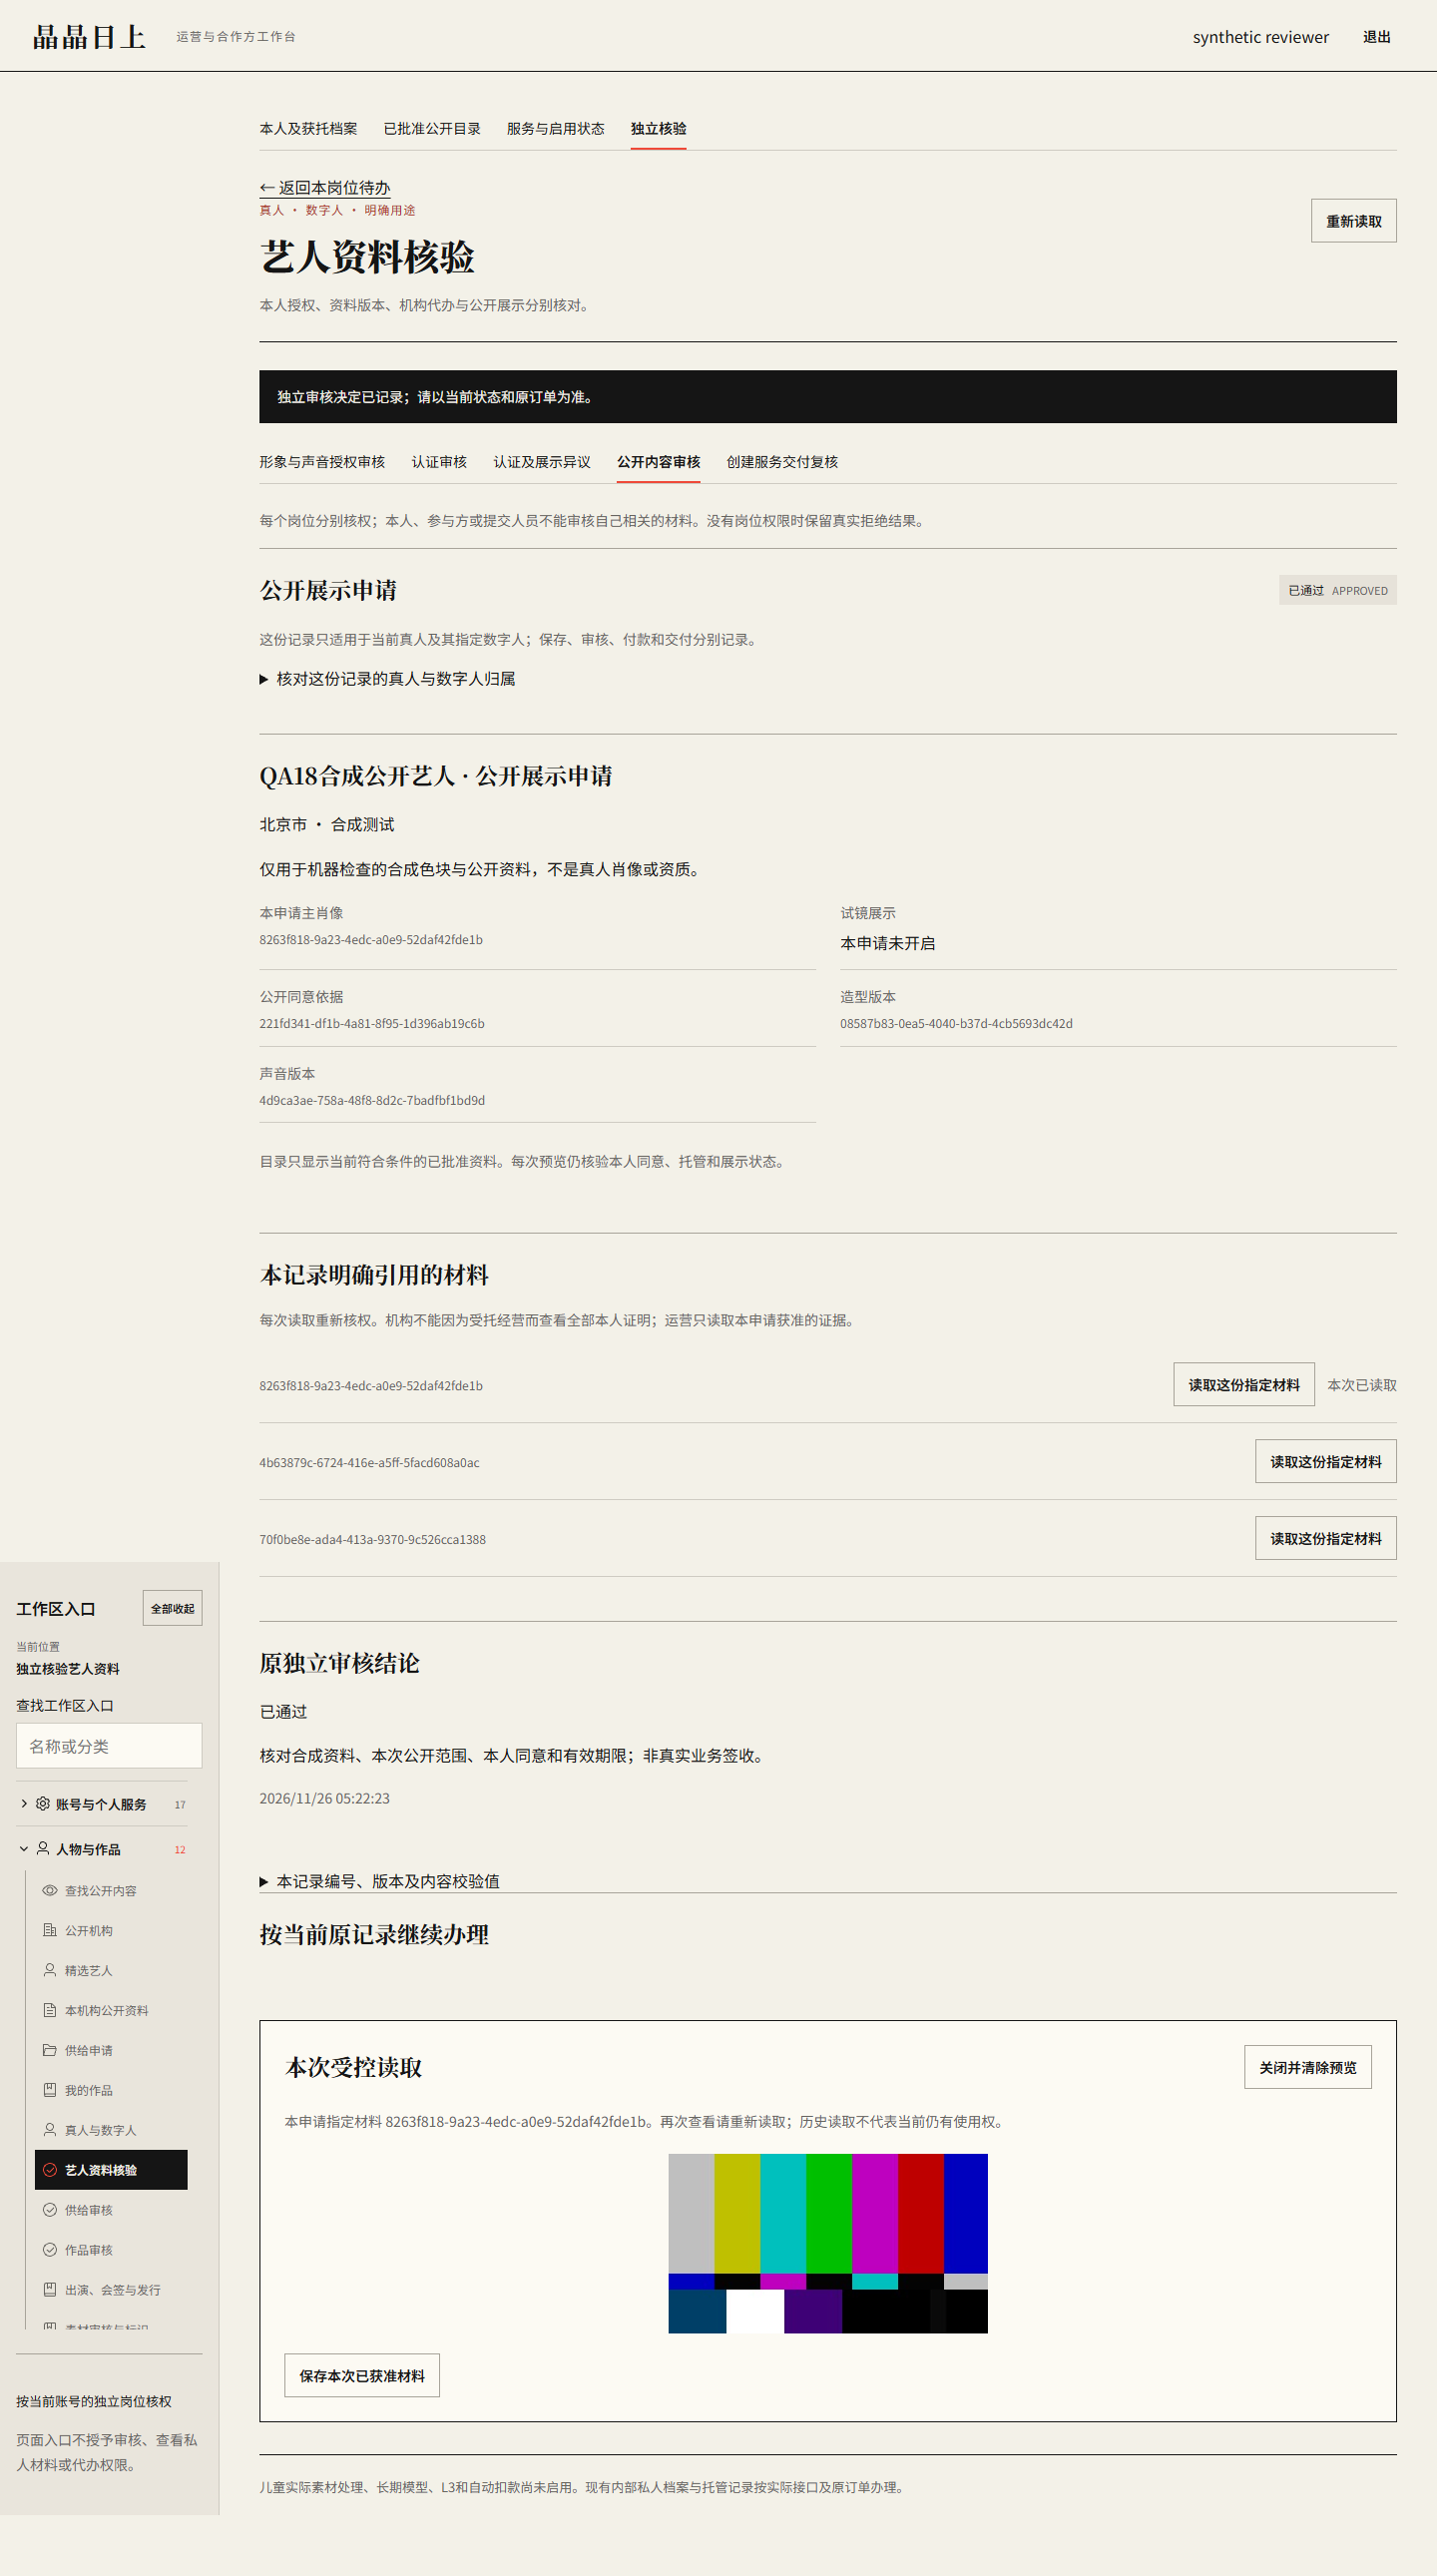 晶晶日上
运营与合作方工作台
synthetic reviewer
退出
本人及获托档案
已批准公开目录
服务与启用状态
独立核验
← 返回本岗位待办
真人 · 数字人 · 明确用途
艺人资料核验
本人授权、资料版本、机构代办与公开展示分别核对。
重新读取
独立审核决定已记录；请以当前状态和原订单为准。
形象与声音授权审核
认证审核
认证及展示异议
公开内容审核
创建服务交付复核
每个岗位分别核权；本人、参与方或提交人员不能审核自己相关的材料。没有岗位权限时保留真实拒绝结果。
公开展示申请
已通过 APPROVED
这份记录只适用于当前真人及其指定数字人；保存、审核、付款和交付分别记录。
▶ 核对这份记录的真人与数字人归属
QA18合成公开艺人 · 公开展示申请
北京市 · 合成测试
仅用于机器检查的合成色块与公开资料，不是真人肖像或资质。
本申请主肖像
8263f818-9a23-4edc-a0e9-52daf42fde1b
试镜展示
本申请未开启
公开同意依据
221fd341-df1b-4a81-8f95-1d396ab19c6b
造型版本
08587b83-0ea5-4040-b37d-4cb5693dc42d
声音版本
4d9ca3ae-758a-48f8-8d2c-7badfbf1bd9d
目录只显示当前符合条件的已批准资料。每次预览仍核验本人同意、托管和展示状态。
本记录明确引用的材料
每次读取重新核权。机构不能因为受托经营而查看全部本人证明；运营只读取本申请获准的证据。
8263f818-9a23-4edc-a0e9-52daf42fde1b
读取这份指定材料
本次已读取
4b63879c-6724-416e-a5ff-5facd608a0ac
读取这份指定材料
70f0be8e-ada4-413a-9370-9c526cca1388
读取这份指定材料
原独立审核结论
已通过
核对合成资料、本次公开范围、本人同意和有效期限；非真实业务签收。
2026/11/26 05:22:23
▶ 本记录编号、版本及内容校验值
按当前原记录继续办理
本次受控读取
关闭并清除预览
本申请指定材料 8263f818-9a23-4edc-a0e9-52daf42fde1b。再次查看请重新读取；历史读取不代表当前仍有使用权。
保存本次已获准材料
儿童实际素材处理、长期模型、L3和自动扣款尚未启用。现有内部私人档案与托管记录按实际接口及原订单办理。
工作区入口
全部收起
当前位置
独立核验艺人资料
查找工作区入口
名称或分类
账号与个人服务 17
人物与作品 12
查找公开内容
公开机构
精选艺人
本机构公开资料
供给申请
我的作品
真人与数字人
艺人资料核验
供给审核
作品审核
出演、会签与发行
素材审核与标识
按当前账号的独立岗位核权
页面入口不授予审核、查看私
人材料或代办权限。